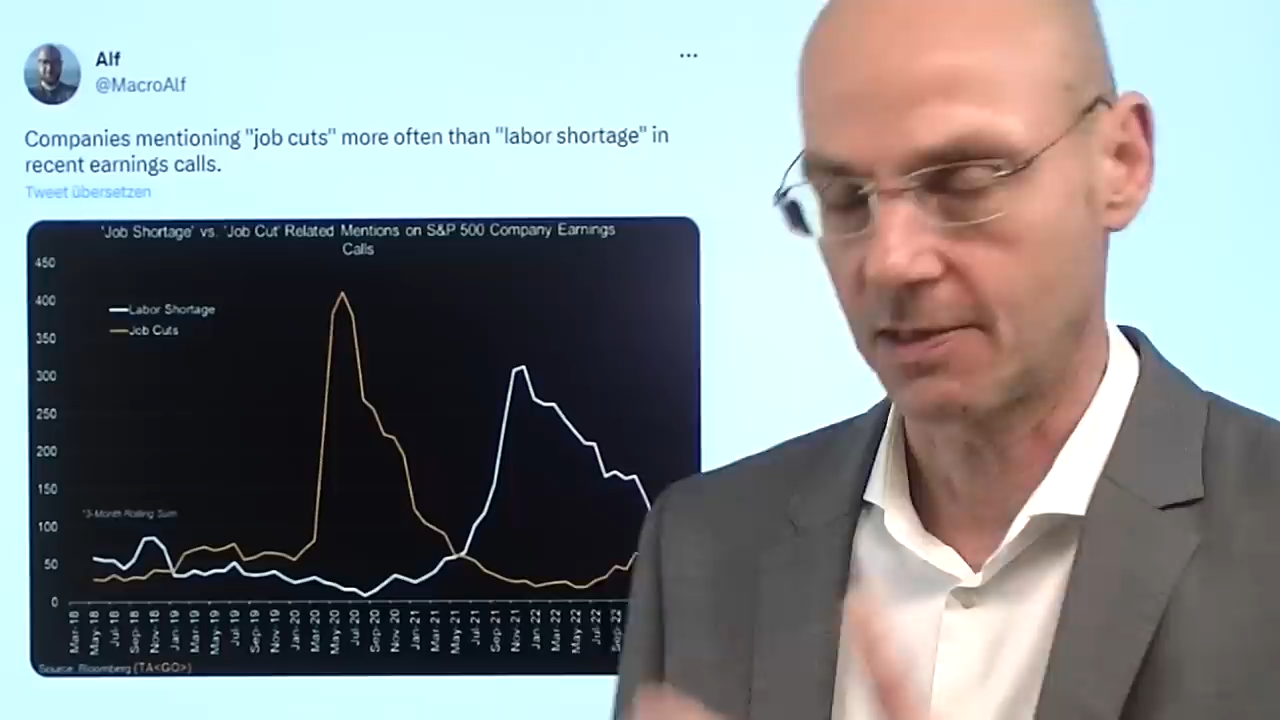 Alf
@MacroAlf
Companies mentioning "job cuts" more often than "labor shortage" in
recent earnings calls.
Tweet übersetzen
'Job Shortage' vs. 'Job Cut' Related Mentions on S&P 500 Company Earnings
Calls
450
400
350
300
250
200
150
100
50
0
Labor Shortage
Job Cuts
*3-Month Rolling Sum
Mar-18
May-18
Jul-18
Sep-18
Nov-18
Jan-19
Mar-19
May-19
Jul-19
Sep-19
Nov-19
Jan-20
Mar-20
May-20
Jul-20
Sep-20
Nov-20
Jan-21
Mar-21
May-21
Jul-21
Sep-21
Nov-21
Jan-22
Mar-22
May-22
Jul-22
Sep-22
Source: Bloomberg (TA<GO>)